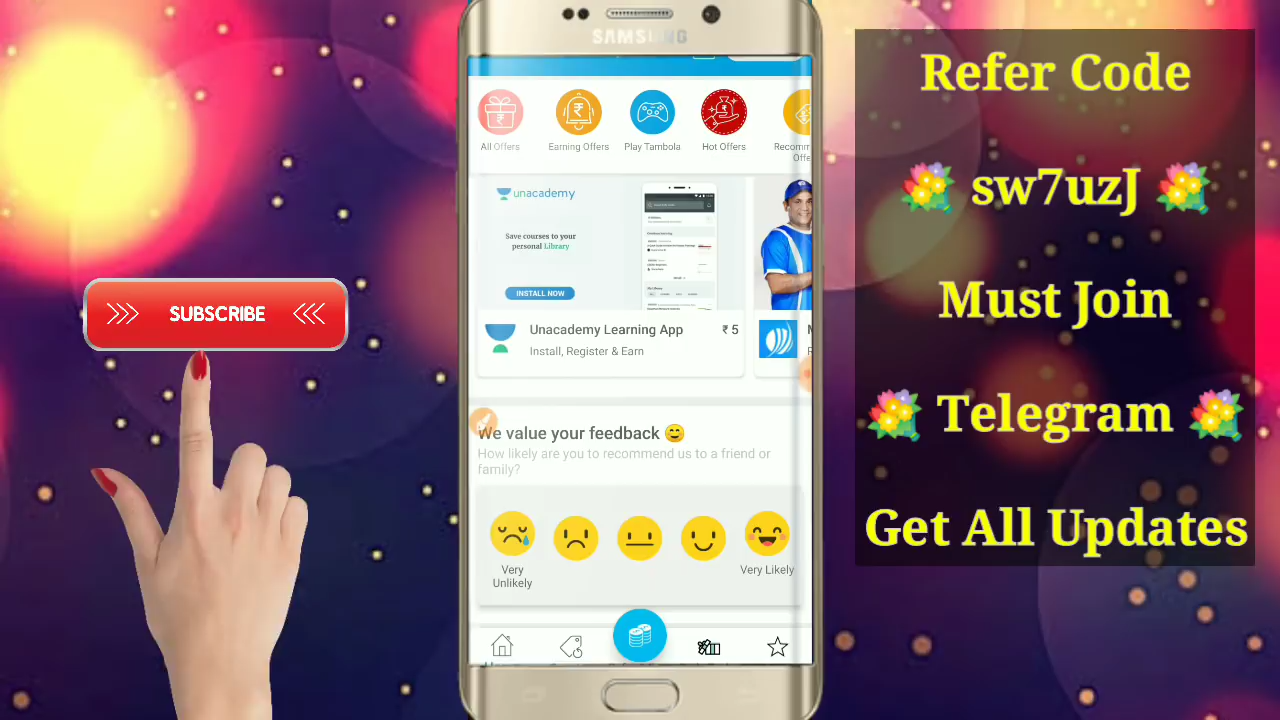 SUBSCRIBE
SAMSUNG
All Offers
Earning Offers
Play Tambola
Hot Offers
unacademy
Save courses to your
personal Library
INSTALL NOW
Unacademy Learning App
₹ 5
Install, Register & Earn
We value your feedback 😊
How likely are you to recommend us to a friend or
family?
Very
Unlikely
Very Likely
Refer Code
💐 sw7uzJ 💐
Must Join
💐 Telegram 💐
Get All Updates